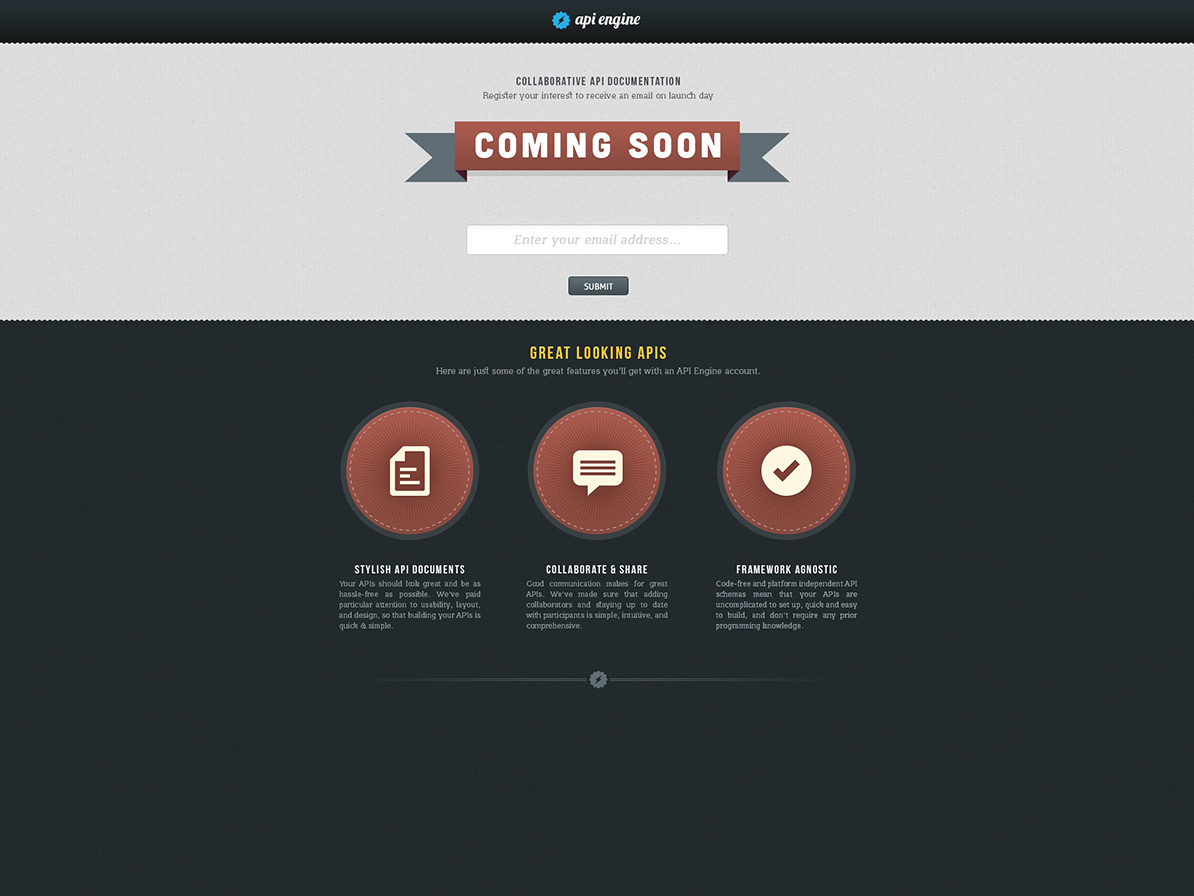 api engine
COLLABORATIVE API DOCUMENTATION
Register your interest to receive an email on launch day
COMING SOON
Enter your email address...
SUBMIT
GREAT LOOKING APIS
Here are just some of the great features you'll get with an API Engine account.
STYLISH API DOCUMENTS
Your APIs should look great and be as
hassle-free as possible. We've paid
particular attention to usability, layout,
and design, so that building your APIs is
quick & simple.
COLLABORATE & SHARE
Good communication makes for great
APIs. We've made sure that adding
collaborators and staying up to date
with participants is simple, intuitive, and
comprehensive.
FRAMEWORK AGNOSTIC
Code-free and platform independent API
schemas mean that your APIs are
uncomplicated to set up, quick and easy
to build, and don't require any prior
programming knowledge.